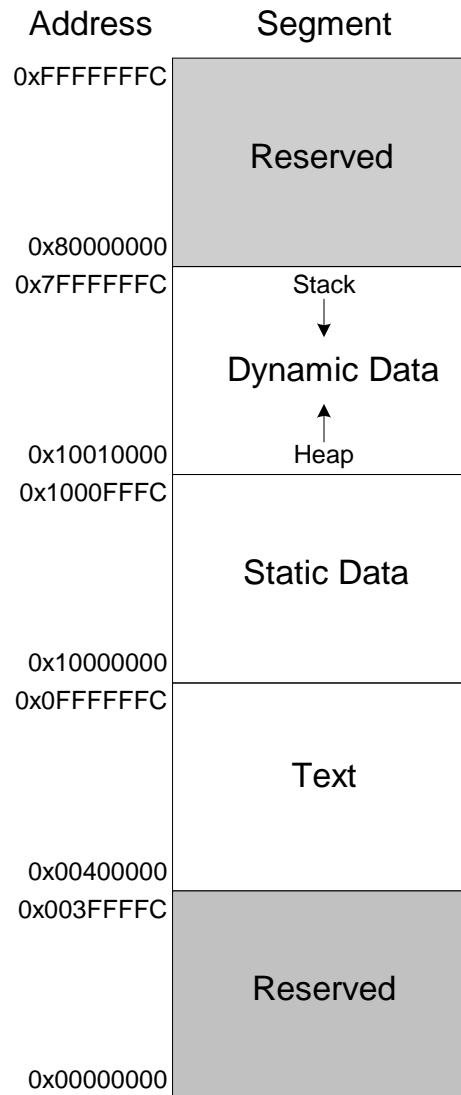 Address Segment
0xFFFFFFFC
Reserved
0x80000000
0x7FFFFFFC Stack
Dynamic Data
0x10010000 Heap
0x1000FFFC
Static Data
0x10000000
0x0FFFFFFC
Text
0x00400000
0x003FFFFC
Reserved
0x00000000